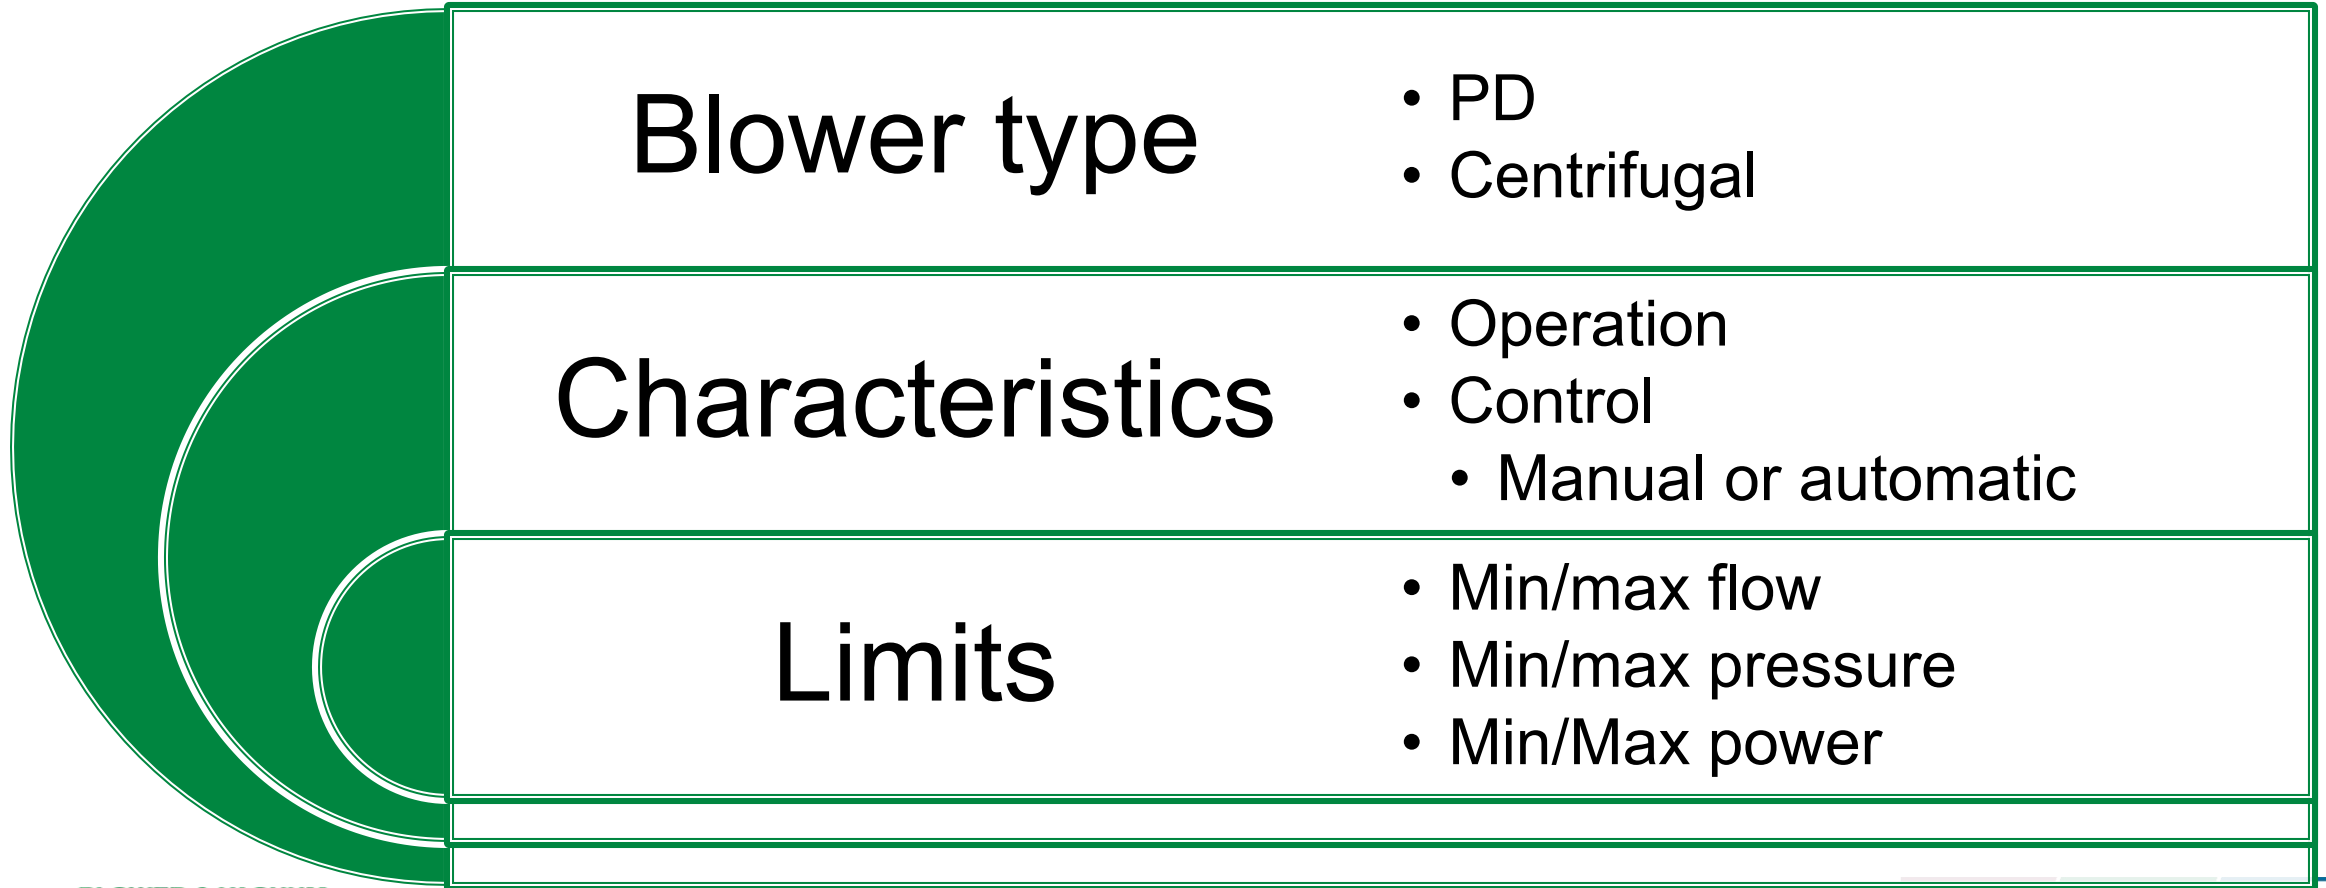 Blower type
• PD
• Centrifugal
Characteristics
• Operation
• Control
• Manual or automatic
Limits
• Min/max flow
• Min/max pressure
• Min/Max power